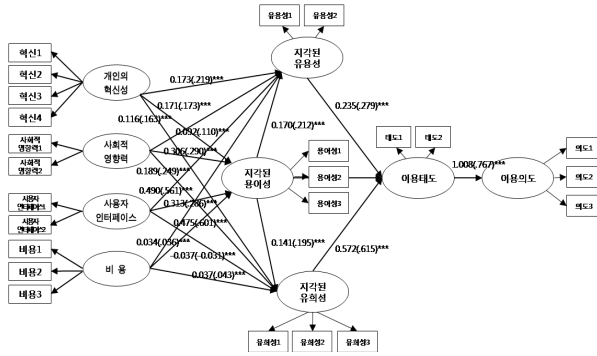 유용성1
유용성2
혁신1
혁신2
혁신3
혁신4
개인의
혁신성
지각된
유용성
0.173(.219)***
0.171(.173)***
0.116(.163)***
0.092(.110)***
0.235(.279)***
0.170(.212)***
사회적
영향력1
사회적
영향력2
사회적
영향력
0.306(.290)***
0.189(.249)***
지각된
용이성
용이성1
용이성2
용이성3
태도1
태도2
이용태도
1.008(.767)***
이용의도
의도1
의도2
의도3
사용자
인터페이스1
사용자
인터페이스2
사용자
인터페이스
0.490(.561)***
0.313(.286)***
0.475(.601)***
0.034(.036)***
-0.037(-0.031)***
0.037(.043)***
0.141(.195)***
0.572(.615)***
비용1
비용2
비용3
비 용
지각된
유희성
유희성1
유희성2
유희성3